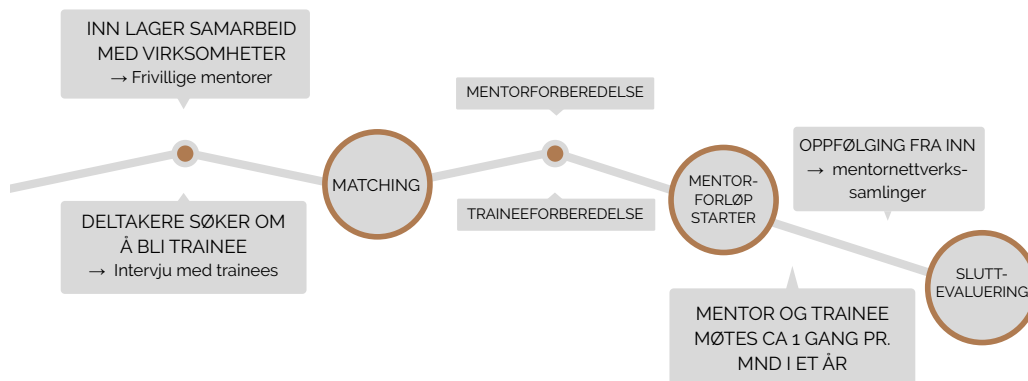 INN LAGER SAMARBEID
MED VIRKSOMHETER
→ Frivillige mentorer
DELTAKERE SØKER OM
Å BLI TRAINEE
→ Intervju med trainees
MATCHING
MENTORFORBEREDELSE
TRAINEEFORBEREDELSE
MENTOR-
FORLØP
STARTER
OPPFØLGING FRA INN
→ mentornettverks-
samlinger
MENTOR OG TRAINEE
MØTES CA 1 GANG PR.
MND I ET ÅR
SLUTT-
EVALUERING